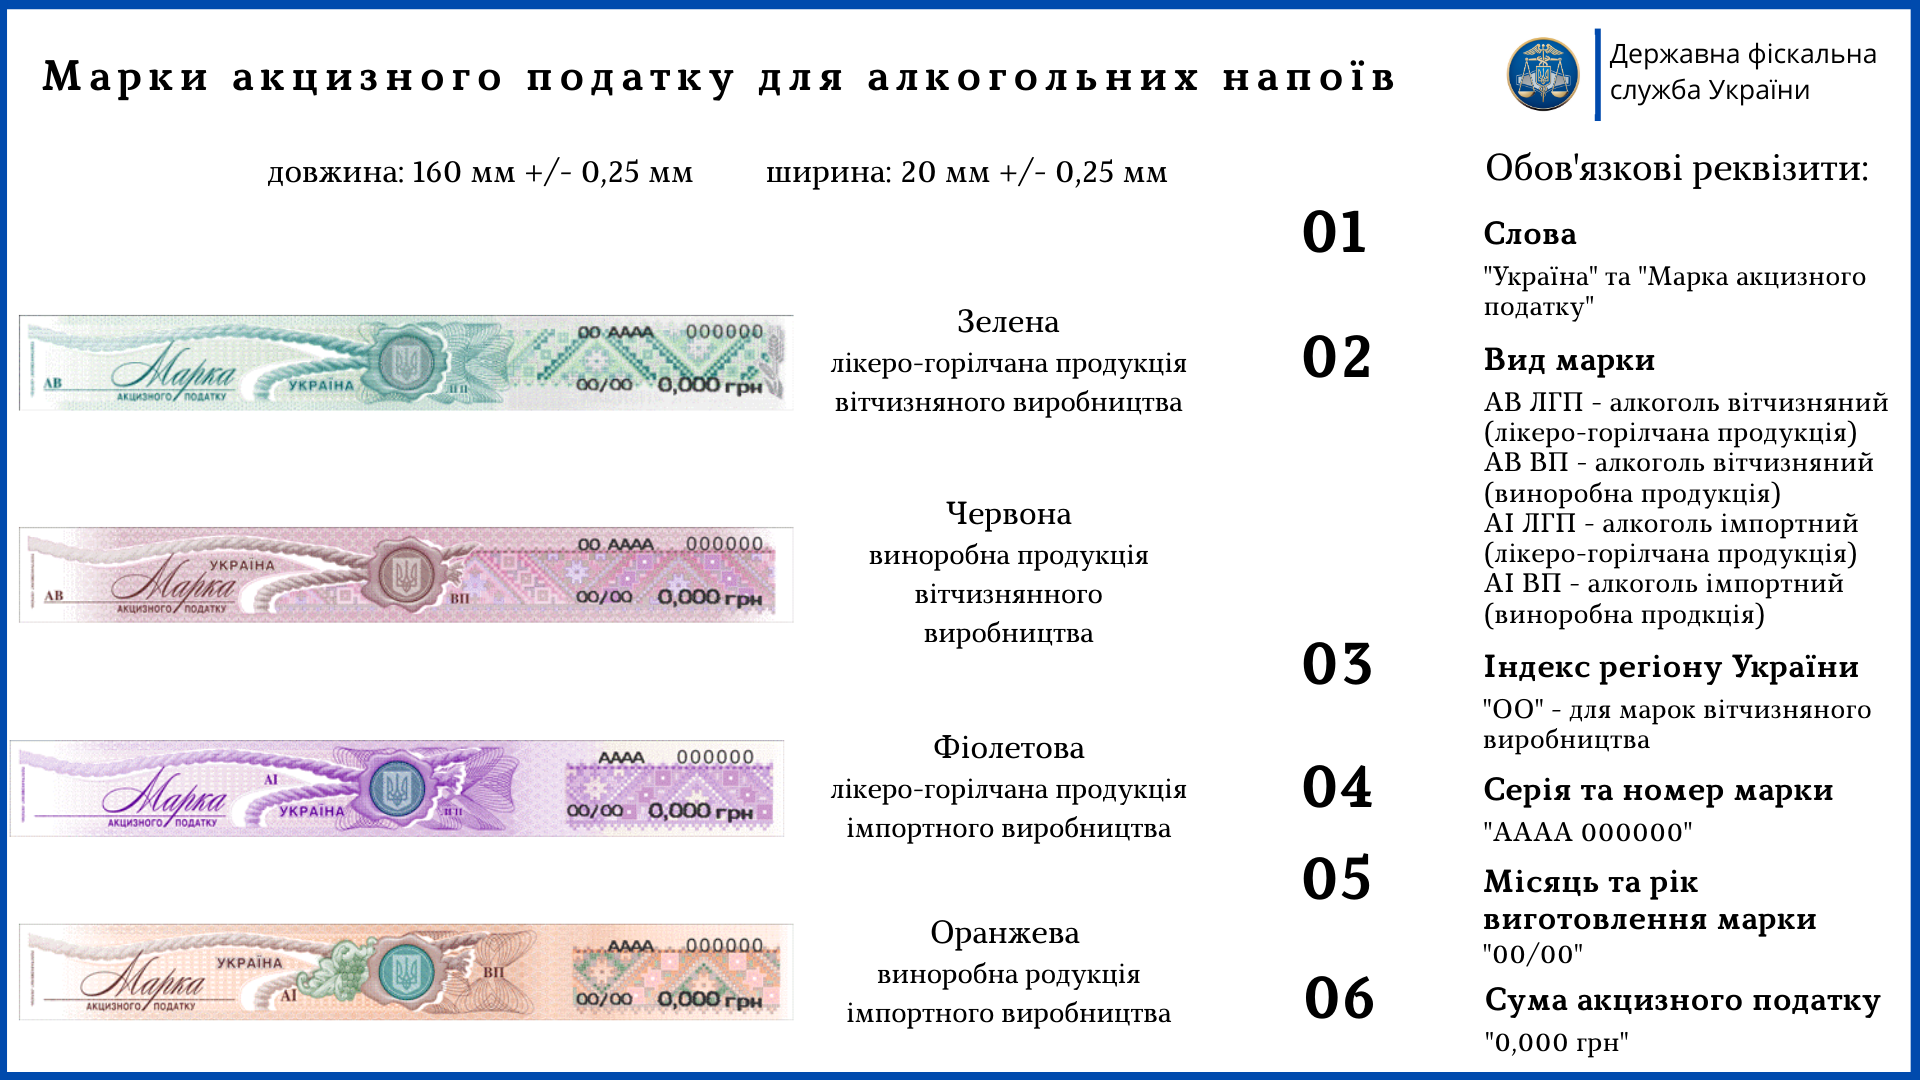 Марки акцизного податку для алкогольних напоїв
Державна фіскальна
служба України
довжина: 160 мм +/- 0,25 мм
ширина: 20 мм +/- 0,25 мм
Зелена
лікеро-горілчана продукція
вітчизняного виробництва
ОО АААА 000000
АВ
Марка
АКЦИЗНОГО ПОДАТКУ
УКРАЇНА
00/00 0,000 грн
Червона
виноробна продукція
вітчизнянного
виробництва
ОО АААА 000000
УКРАЇНА
АВ
Марка
АКЦИЗНОГО ПОДАТКУ
ВП
00/00 0,000 грн
Фіолетова
лікеро-горілчана продукція
імпортного виробництва
АААА 000000
АІ
Марка
АКЦИЗНОГО ПОДАТКУ
УКРАЇНА
00/00 0,000 грн
Оранжева
виноробна родукція
імпортного виробництва
АААА 000000
УКРАЇНА
ВП
Марка
АІ
АКЦИЗНОГО ПОДАТКУ
00/00 0,000 грн
Обов'язкові реквізити:
01
Слова
"Україна" та "Марка акцизного
податку"
02
Вид марки
АВ ЛГП - алкоголь вітчизняний
(лікеро-горілчана продукція)
АВ ВП - алкоголь вітчизняний
(виноробна продукція)
АІ ЛГП - алкоголь імпортний
(лікеро-горілчана продукція)
АІ ВП - алкоголь імпортний
(виноробна продкція)
03
Індекс регіону України
"ОО" - для марок вітчизняного
виробництва
04
Серія та номер марки
"АААА 000000"
05
Місяць та рік
виготовлення марки
"00/00"
06
Сума акцизного податку
"0,000 грн"